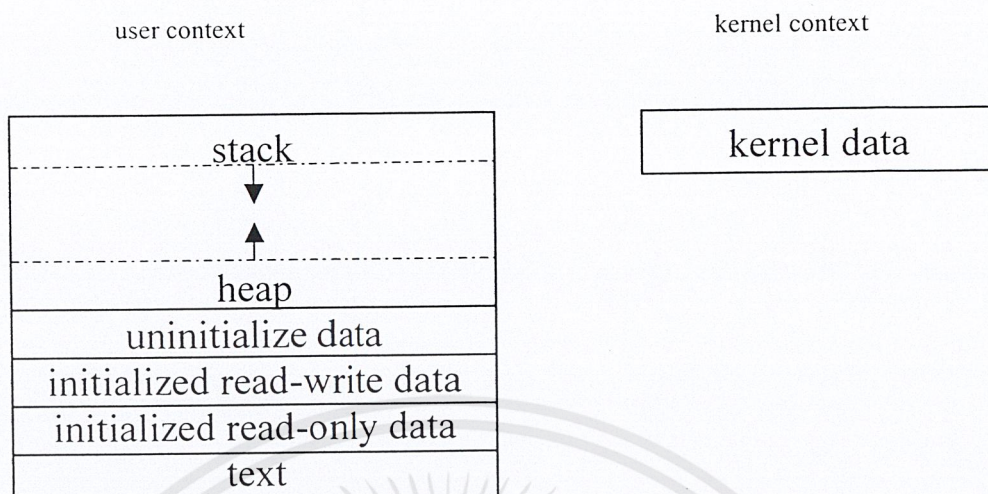 user context
kernel context
stack
kernel data
heap
uninitialize data
initialized read-write data
initialized read-only data
text